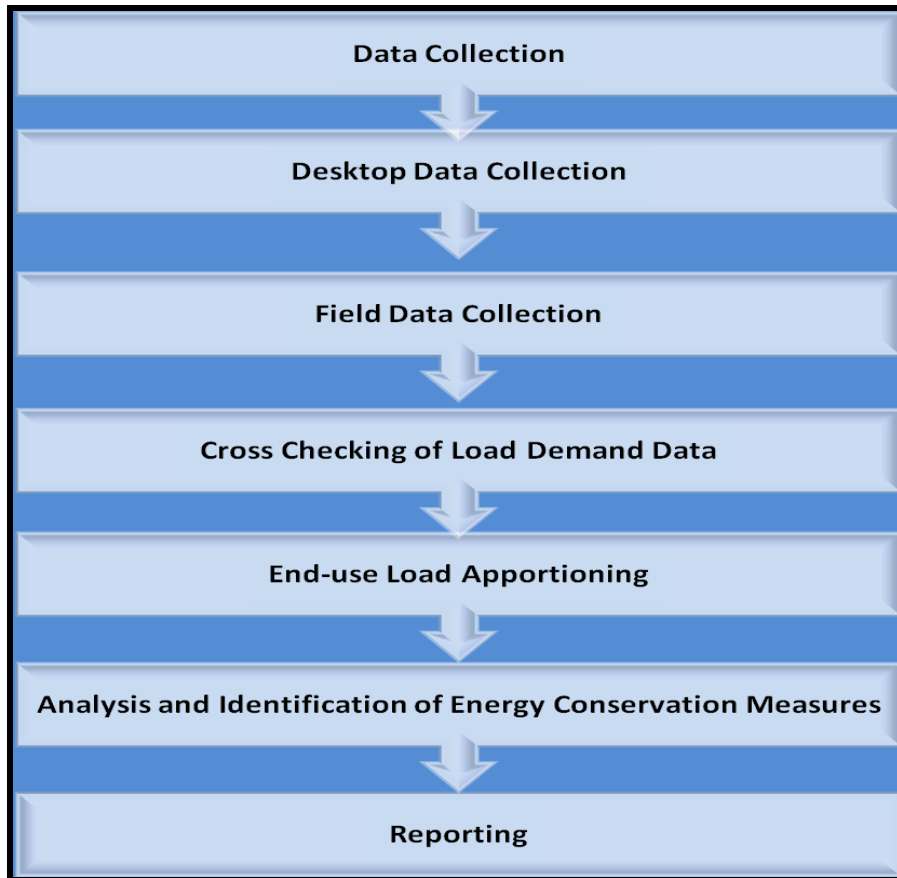 Data Collection
Desktop Data Collection
Field Data Collection
Cross Checking of Load Demand Data
End-use Load Apportioning
Analysis and Identification of Energy Conservation Measures
Reporting